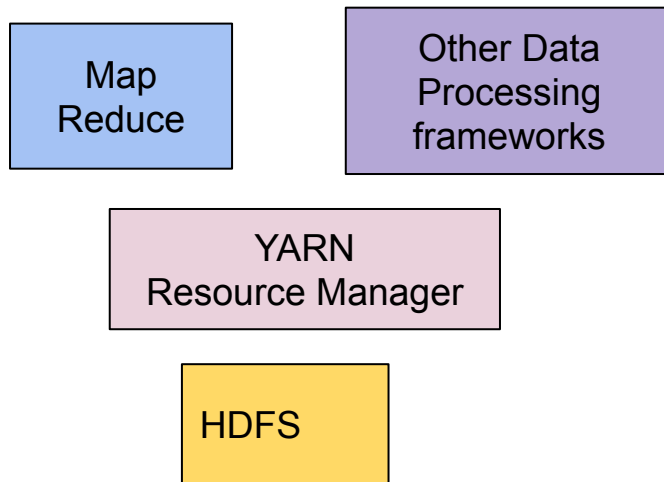 Map
Reduce
Other Data
Processing
frameworks
YARN
Resource Manager
HDFS